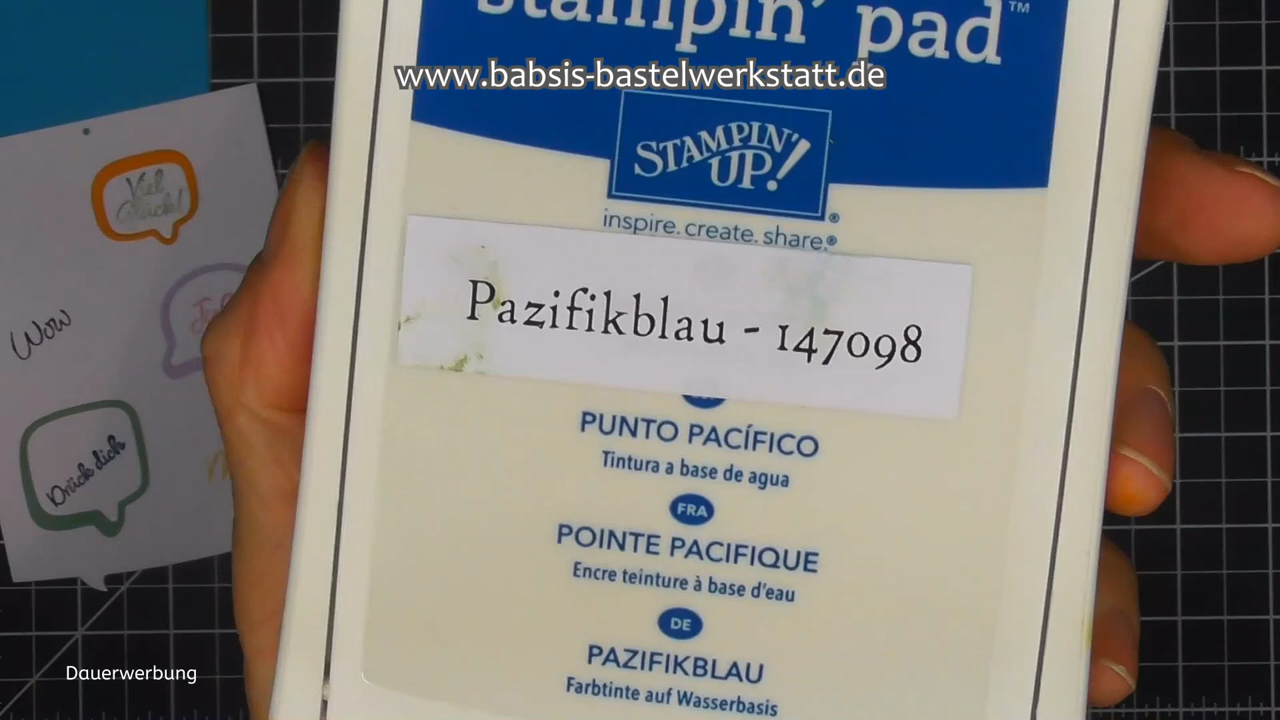 stampin' pad™
www.babsis-bastelwerkstatt.de
STAMPIN'
UP!®
inspire. create. share.®
Pazifikblau - 147098
PUNTO PACÍFICO
Tintura a base de agua
FRA
POINTE PACIFIQUE
Encre teinture à base d'eau
DE
PAZIFIKBLAU
Farbtinte auf Wasserbasis
Viel
Glück!
Wow
Drück dich
Dauerwerbung